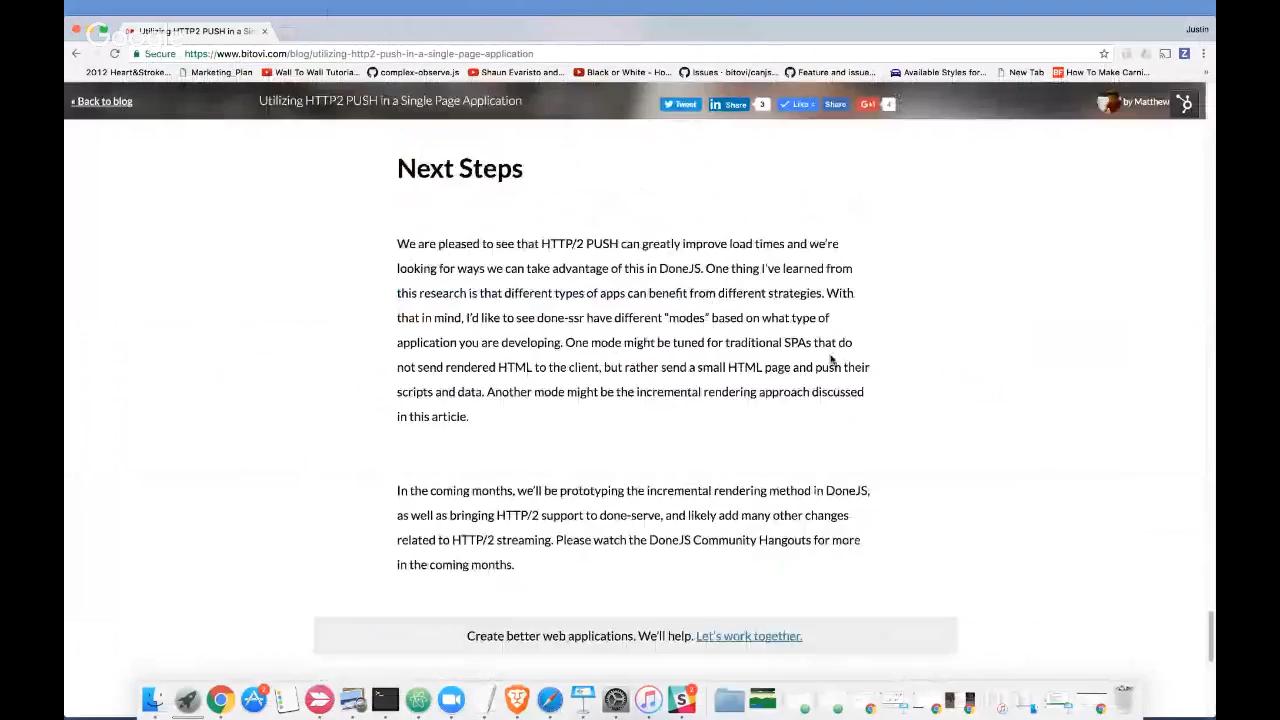 Utilizing HTTP2 PUSH in a Sin
Justin
Google
Secure https://www.bitovi.com/blog/utilizing-http2-push-in-a-single-page-application
2012 Heart&Stroke... Marketing_Plan Wall To Wall Tutoria... complex-observe.js Shaun Evaristo and... Black or White - Ho... Issues · bitovi/canjs... Feature and issue... Available Styles for... New Tab How To Make Carni... »
« Back to blog Utilizing HTTP2 PUSH in a Single Page Application Tweet Share 3 Like Share G+1 4 by Matthew
Next Steps
We are pleased to see that HTTP/2 PUSH can greatly improve load times and we're
looking for ways we can take advantage of this in DoneJS. One thing I've learned from
this research is that different types of apps can benefit from different strategies. With
that in mind, I'd like to see done-ssr have different "modes" based on what type of
application you are developing. One mode might be tuned for traditional SPAs that do
not send rendered HTML to the client, but rather send a small HTML page and push their
scripts and data. Another mode might be the incremental rendering approach discussed
in this article.
In the coming months, we'll be prototyping the incremental rendering method in DoneJS,
as well as bringing HTTP/2 support to done-serve, and likely add many other changes
related to HTTP/2 streaming. Please watch the DoneJS Community Hangouts for more
in the coming months.
Create better web applications. We'll help. Let's work together.